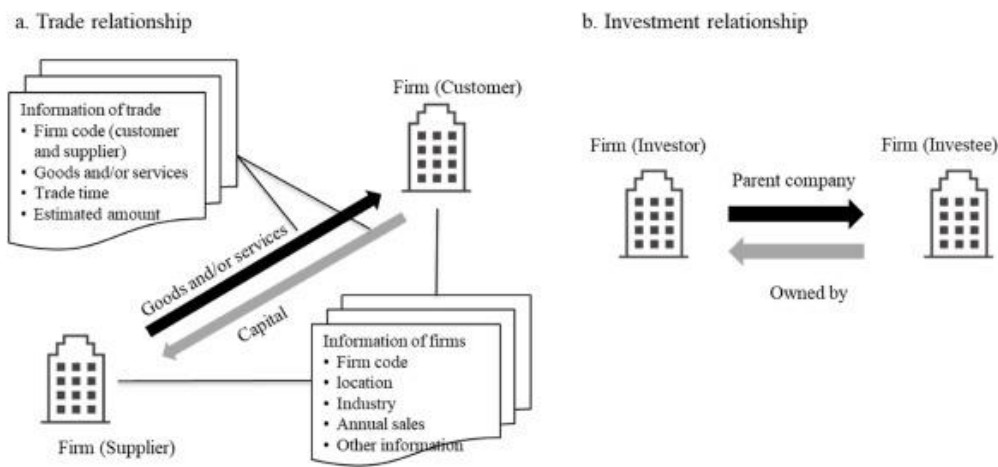 a. Trade relationship
Information of trade
• Firm code (customer
and supplier)
• Goods and/or services
• Trade time
• Estimated amount
Firm (Customer)
Goods and/or services
Capital
Firm (Supplier)
Information of firms
• Firm code
• location
• Industry
• Annual sales
• Other information
b. Investment relationship
Firm (Investor)
Firm (Investee)
Parent company
Owned by